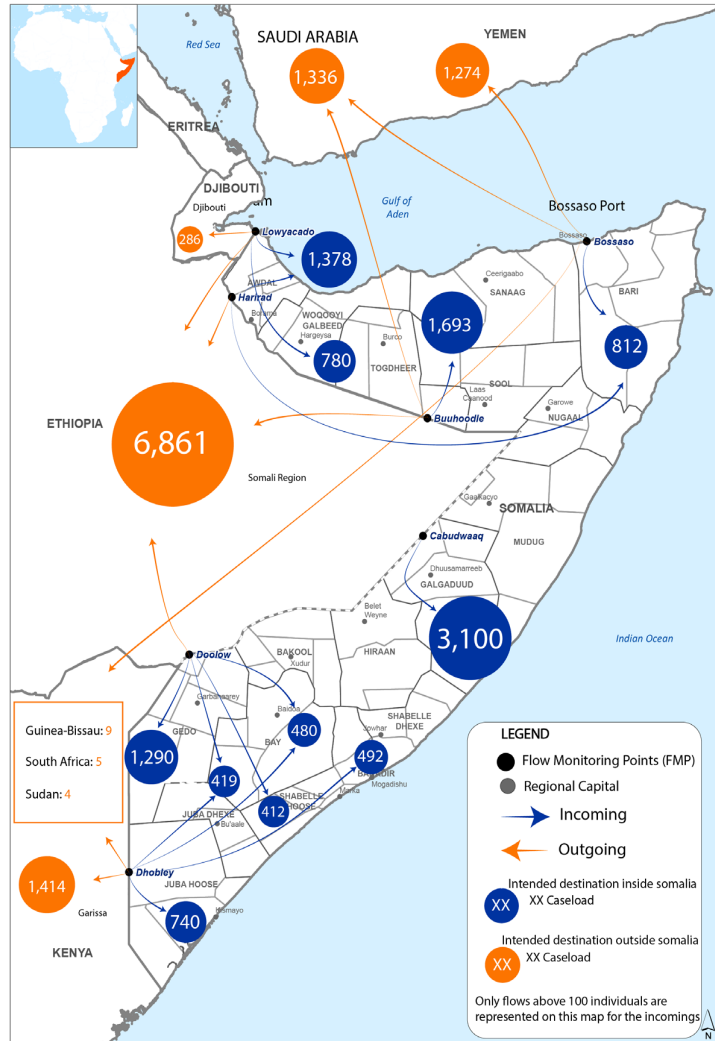 Red Sea
SAUDI ARABIA
YEMEN
1,336
1,274
ERITREA
DJIBOUTI
Djibouti
um
Gulf of
Aden
Bossaso Port
286
Lowyacado
Bossaso
Bossaso
1,378
Ceerigaabo
SANAAG
BARI
AWDAL
Harirad
Borama
WOQOOYI
GALBEED
Hargeysa
1,693
812
780
Burco
TOGDHEER
SOOL
Laas
Caanood
Garowe
NUGAAL
Buuhoodle
ETHIOPIA
6,861
Somali Region
Gaalkacyo
SOMALIA
Cabudwaaq
MUDUG
Dhuusamarreeb
GALGADUUD
Belet
Weyne
3,100
Indian Ocean
Doolow
BAKOOL
Xudur
HIRAAN
Garbahaarey
Baidoa
SHABELLE
DHEXE
Jowhar
Guinea-Bissau: 9
South Africa: 5
Sudan: 4
GEDO
480
BAY
1,290
492
419
BANADIR
Mogadishu
Marka
SHABELLE
HOOSE
412
JUBA DHEXE
Bu'aale
Dhobley
1,414
JUBA HOOSE
Garissa
740
Kismayo
KENYA
LEGEND
Flow Monitoring Points (FMP)
Regional Capital
Incoming
Outgoing
Intended destination inside somalia
XX
XX Caseload
Intended destination outside somalia
XX
XX Caseload
Only flows above 100 individuals are
represented on this map for the incomings
N